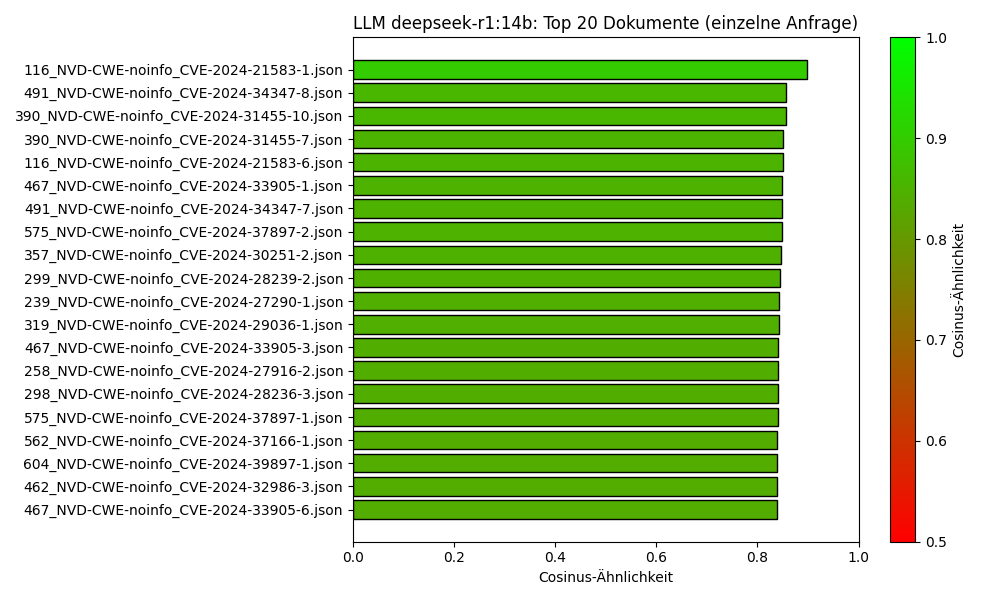 LLM deepseek-r1:14b: Top 20 Dokumente (einzelne Anfrage)
116_NVD-CWE-noinfo_CVE-2024-21583-1.json
491_NVD-CWE-noinfo_CVE-2024-34347-8.json
390_NVD-CWE-noinfo_CVE-2024-31455-10.json
390_NVD-CWE-noinfo_CVE-2024-31455-7.json
116_NVD-CWE-noinfo_CVE-2024-21583-6.json
467_NVD-CWE-noinfo_CVE-2024-33905-1.json
491_NVD-CWE-noinfo_CVE-2024-34347-7.json
575_NVD-CWE-noinfo_CVE-2024-37897-2.json
357_NVD-CWE-noinfo_CVE-2024-30251-2.json
299_NVD-CWE-noinfo_CVE-2024-28239-2.json
239_NVD-CWE-noinfo_CVE-2024-27290-1.json
319_NVD-CWE-noinfo_CVE-2024-29036-1.json
467_NVD-CWE-noinfo_CVE-2024-33905-3.json
258_NVD-CWE-noinfo_CVE-2024-27916-2.json
298_NVD-CWE-noinfo_CVE-2024-28236-3.json
575_NVD-CWE-noinfo_CVE-2024-37897-1.json
562_NVD-CWE-noinfo_CVE-2024-37166-1.json
604_NVD-CWE-noinfo_CVE-2024-39897-1.json
462_NVD-CWE-noinfo_CVE-2024-32986-3.json
467_NVD-CWE-noinfo_CVE-2024-33905-6.json
0.0 0.2 0.4 0.6 0.8 1.0
Cosinus-Ähnlichkeit
1.0
0.9
0.8
0.7
0.6
0.5
Cosinus-Ähnlichkeit